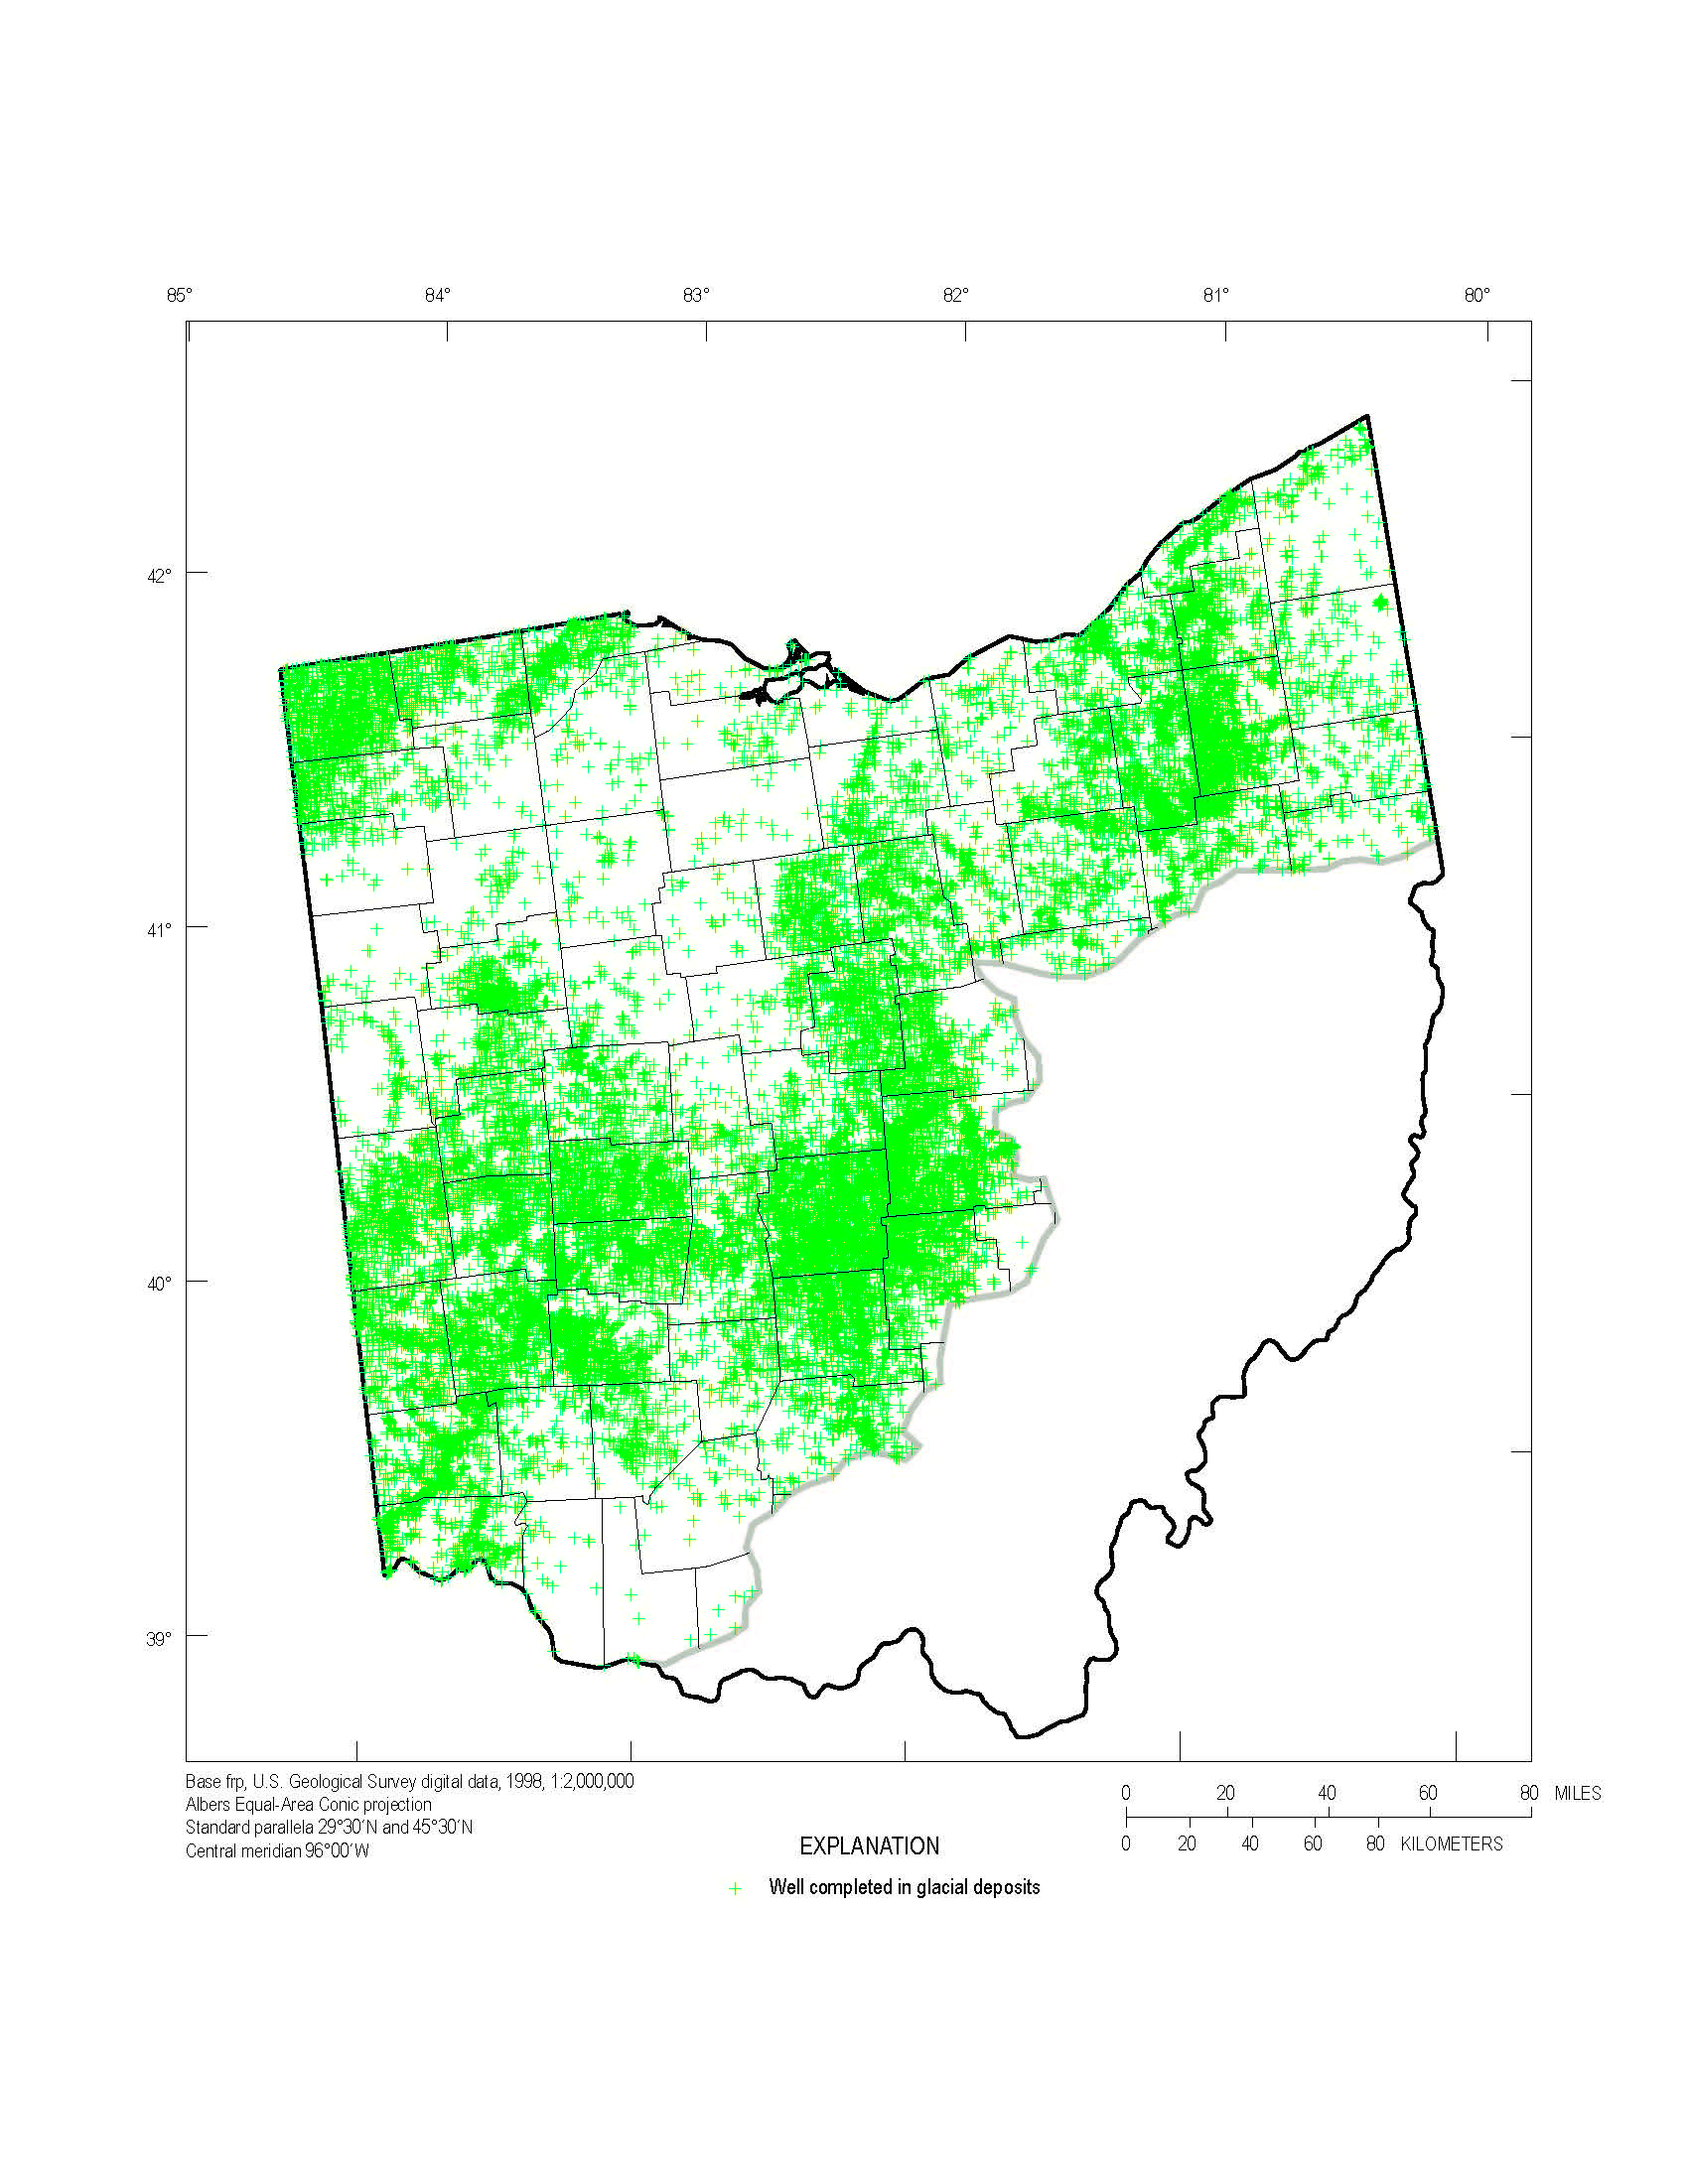 85° 84° 83° 82° 81° 80°
42°
41°
40°
39°
Base frp, U.S. Geological Survey digital data, 1998, 1:2,000,000
Albers Equal-Area Conic projection
Standard parallela 29°30´N and 45°30´N
Central meridian 96°00´W
0 20 40 60 80 MILES
0 20 40 60 80 KILOMETERS
EXPLANATION
Well completed in glacial deposits